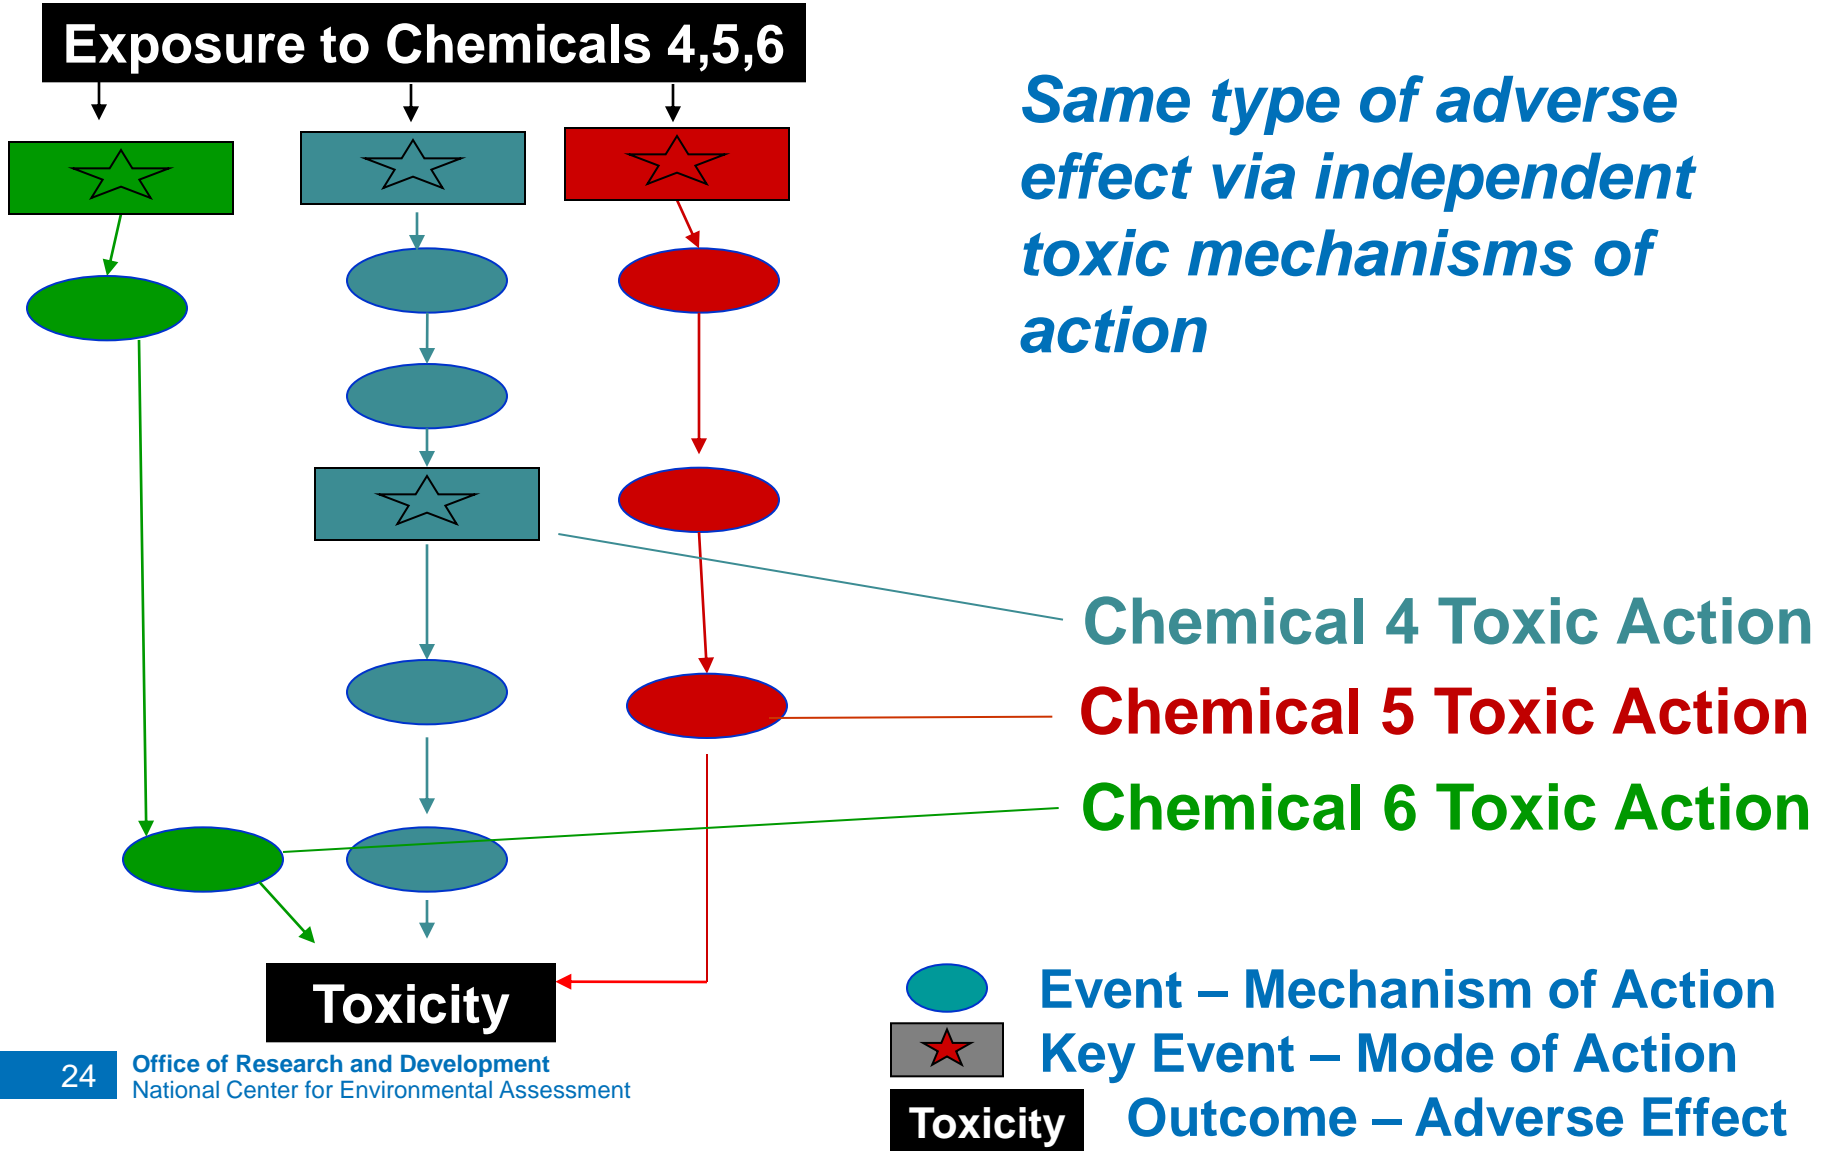 Exposure to Chemicals 4,5,6
Same type of adverse
effect via independent
toxic mechanisms of
action
Chemical 4 Toxic Action
Chemical 5 Toxic Action
Chemical 6 Toxic Action
Toxicity
Event – Mechanism of Action
Key Event – Mode of Action
Toxicity Outcome – Adverse Effect
24 Office of Research and Development
National Center for Environmental Assessment